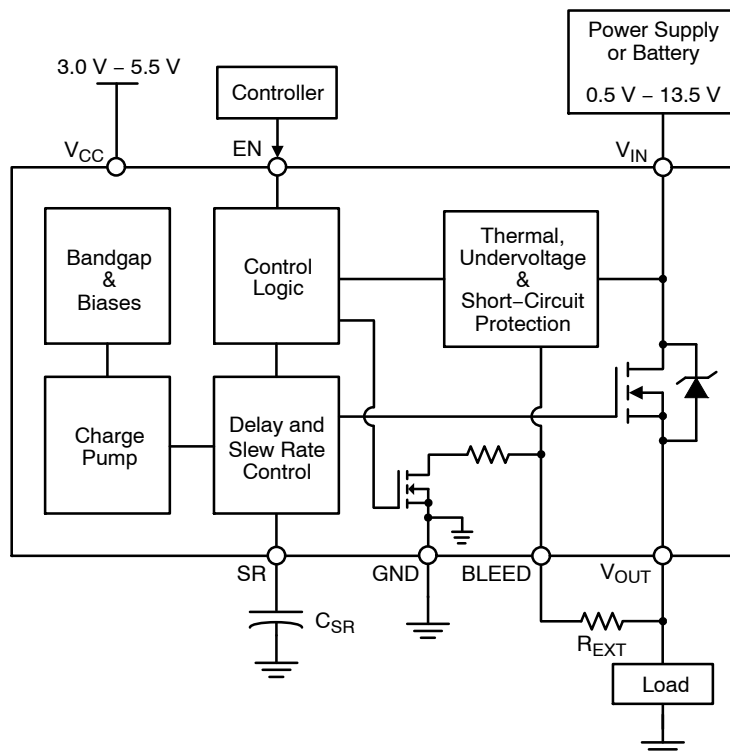 Power Supply
or Battery
0.5 V – 13.5 V
3.0 V – 5.5 V
Controller
VCC
EN
VIN
Bandgap
&
Biases
Control
Logic
Thermal,
Undervoltage
&
Short–Circuit
Protection
Charge
Pump
Delay and
Slew Rate
Control
SR
GND
BLEED
VOUT
CSR
REXT
Load